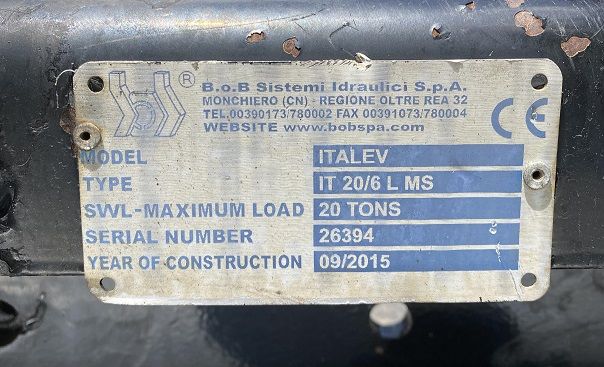 ®
B.o.B Sistemi Idraulici S.p.A.
MONCHIERO (CN) - REGIONE OLTRE REA 32
TEL.00390173/780002 FAX 00391073/780004
WEBSITE www.bobspa.com
CE
MODEL ITALEV
TYPE IT 20/6 L MS
SWL-MAXIMUM LOAD 20 TONS
SERIAL NUMBER 26394
YEAR OF CONSTRUCTION 09/2015